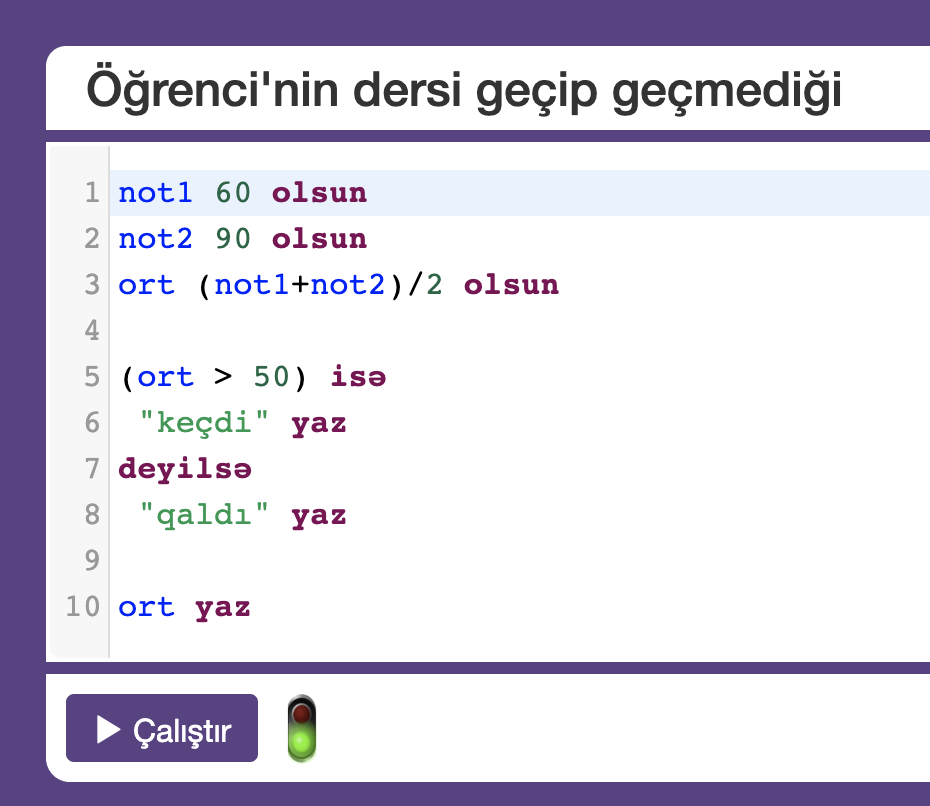 Öğrenci'nin dersi geçip geçmediği
1 not1 60 olsun
2 not2 90 olsun
3 ort (not1+not2)/2 olsun
4
5 (ort > 50) isə
6 "keçdi" yaz
7 deyilsə
8 "qaldı" yaz
9
10 ort yaz
Çalıştır